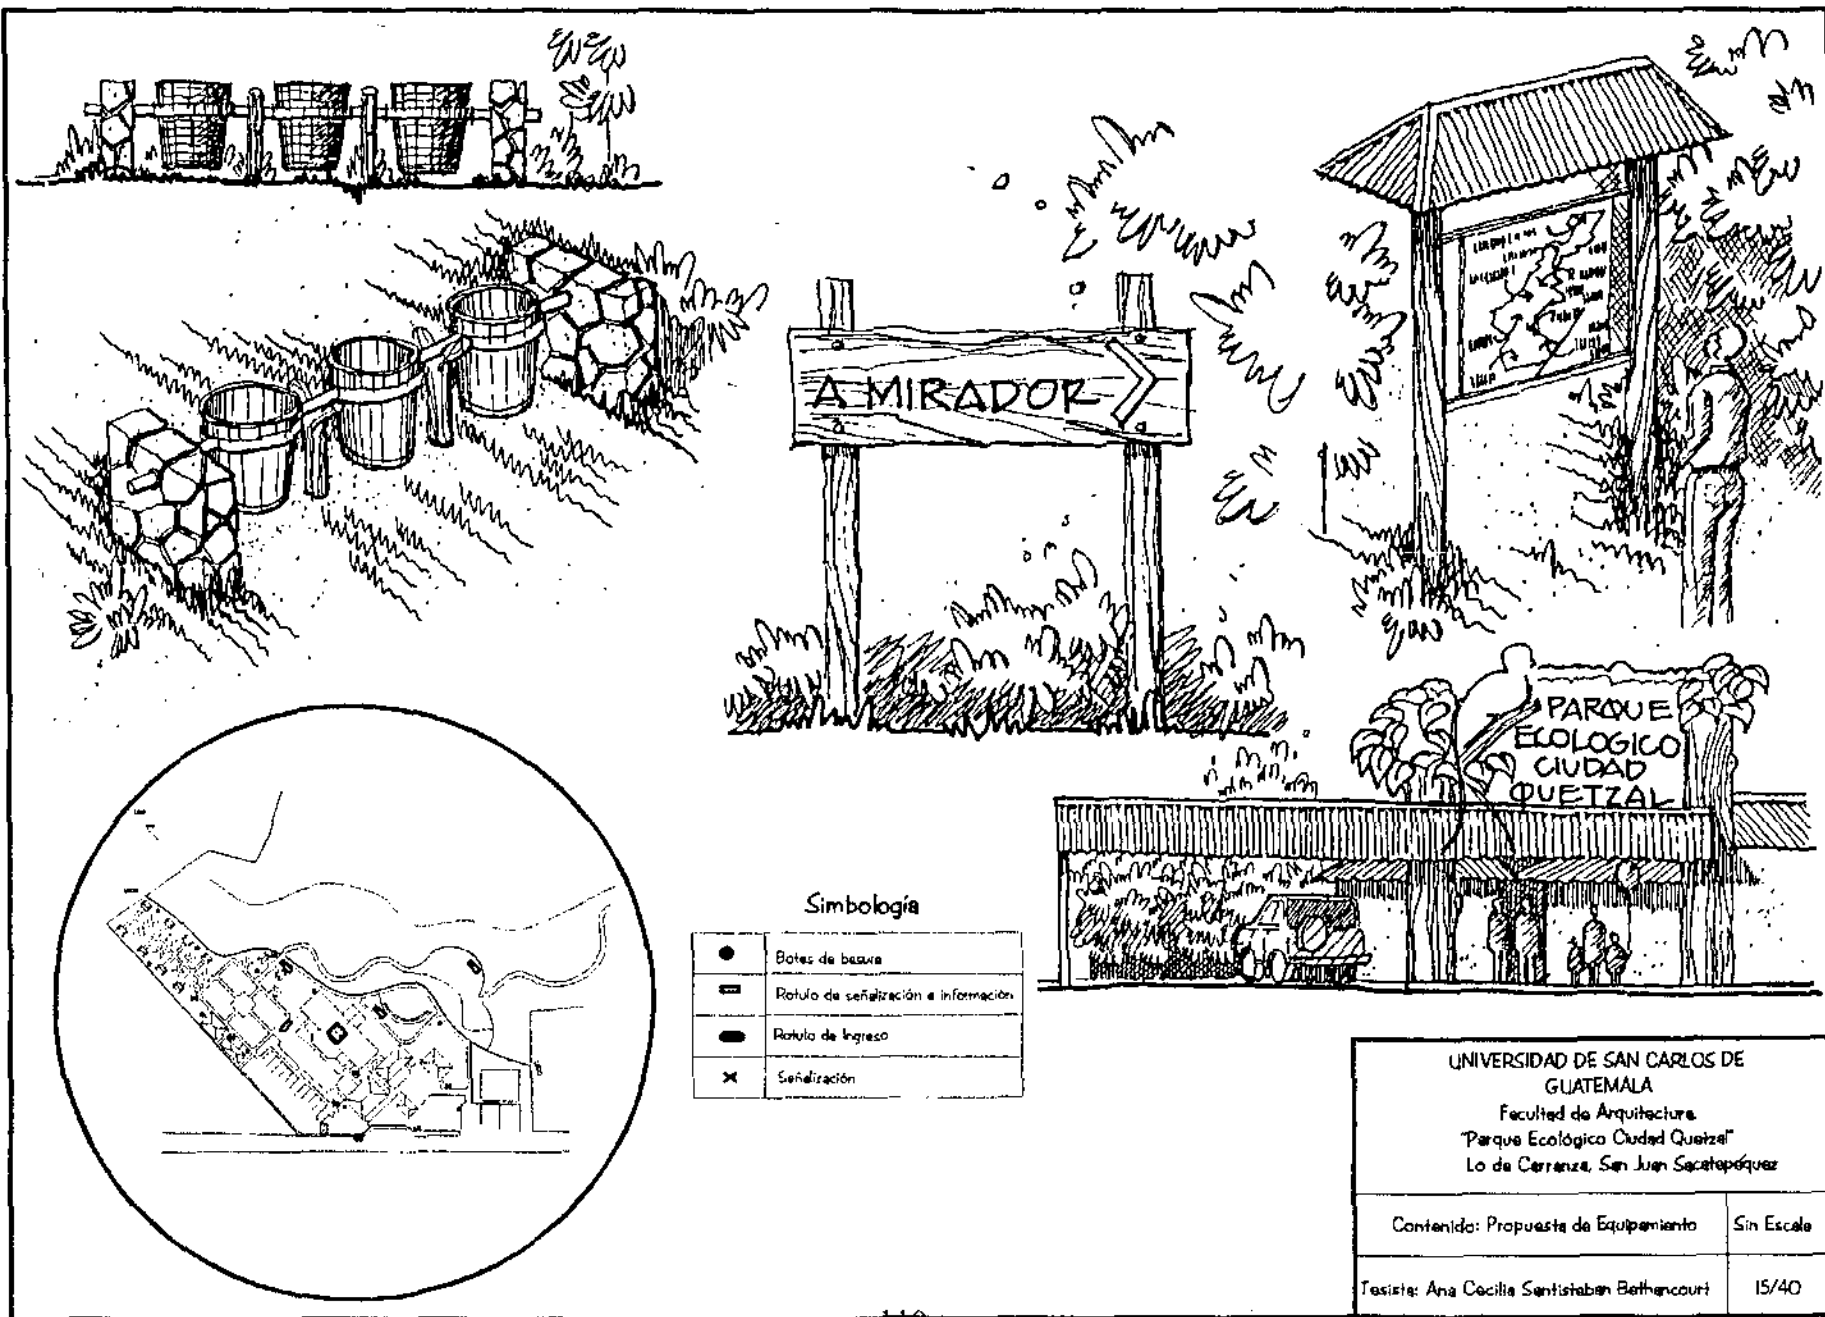 A MIRADOR
PARQUE
ECOLOGICO
CIUDAD
QUETZAL
Simbología
Botes de basura
Rotulo de señalización e información
Rotulo de Ingreso
Señalización
UNIVERSIDAD DE SAN CARLOS DE
GUATEMALA
Facultad de Arquitectura
"Parque Ecológico Ciudad Quetzal"
Lo de Carranza, San Juan Sacatepéquez
Contenido: Propuesta de Equipamiento
Sin Escala
Tesista: Ana Cecilia Santisteban Bethancourt
15/40